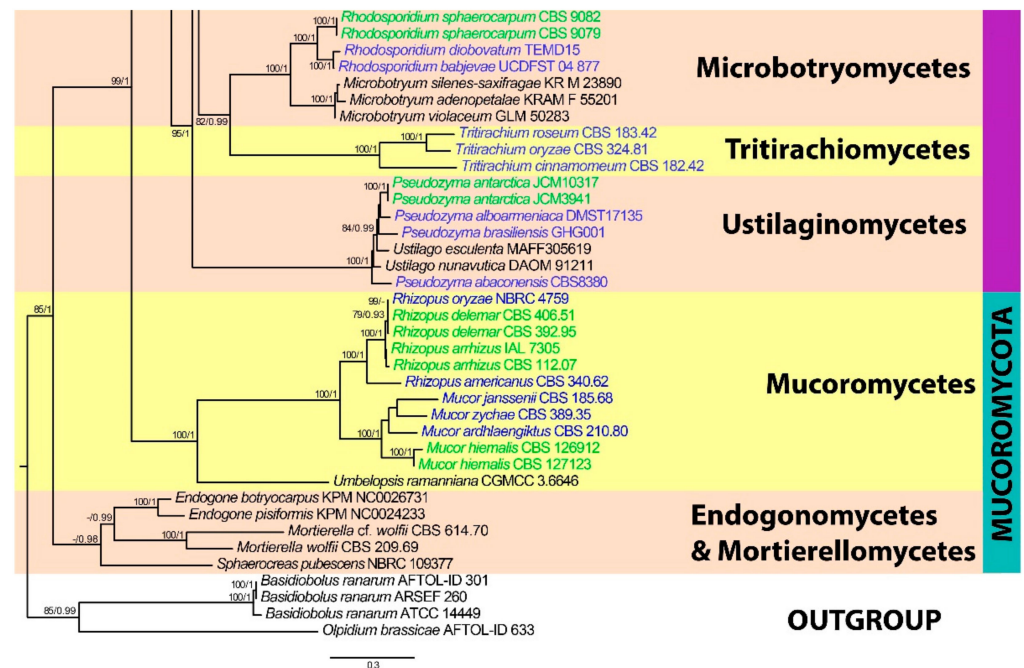 100/1
Rhodosporidium sphaerocarpum CBS 9082
Rhodosporidium sphaerocarpum CBS 9079
Rhodosporidium diobovatum TEMD15
100/1
Rhodosporidium babjevae UCDFST 04 877
100/1
Microbotryomycetes
Microbotryum silenes-saxifragae KR M 23890
99/1
Microbotryum adenopetalae KRAM F 55201
100/1
Microbotryum violaceum GLM 50283
82/0.99
95/1
Tritirachium roseum CBS 183.42
100/1
Tritirachium oryzae CBS 324.81
100/1
Tritirachiomycetes
Tritirachium cinnamomeum CBS 182.42
Pseudozyma antarctica JCM10317
100/1
Pseudozyma antarctica JCM3941
Pseudozyma alboarmeniaca DMST17135
84/0.99
Pseudozyma brasiliensis GHG001
Ustilaginomycetes
Ustilago esculenta MAFF305619
100/1
Ustilago nunavutica DAOM 91211
Pseudozyma abaconensis CBS8380
99/-
Rhizopus oryzae NBRC 4759
85/1
79/0.93
Rhizopus delemar CBS 406.51
Rhizopus delemar CBS 392.95
100/1
Rhizopus arrhizus IAL 7305
100/1
Rhizopus arrhizus CBS 112.07
Rhizopus americanus CBS 340.62
Mucoromycetes
Mucor janssenii CBS 185.68
Mucor zychae CBS 389.35
100/1
100/1
Mucor ardhlaengiktus CBS 210.80
Mucor hiemalis CBS 126912
100/1
Mucor hiemalis CBS 127123
Umbelopsis ramanniana CGMCC 3.6646
MUCOROMYCOTA
100/1
Endogone botryocarpus KPM NC0026731
Endogone pisiformis KPM NC0024233
-/0.99
Mortierella cf. wolfii CBS 614.70
100/1
-/0.98
Mortierella wolfii CBS 209.69
Sphaerocreas pubescens NBRC 109377
Endogonomycetes
& Mortierellomycetes
Basidiobolus ranarum AFTOL-ID 301
100/1
Basidiobolus ranarum ARSEF 260
100/1
Basidiobolus ranarum ATCC 14449
85/0.99
Olpidium brassicae AFTOL-ID 633
OUTGROUP
0.3